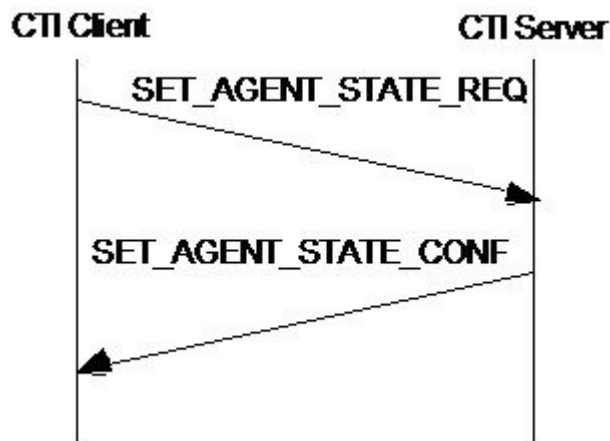 CTI Client CTI Server
SET_AGENT_STATE_REQ
SET_AGENT_STATE_CONF